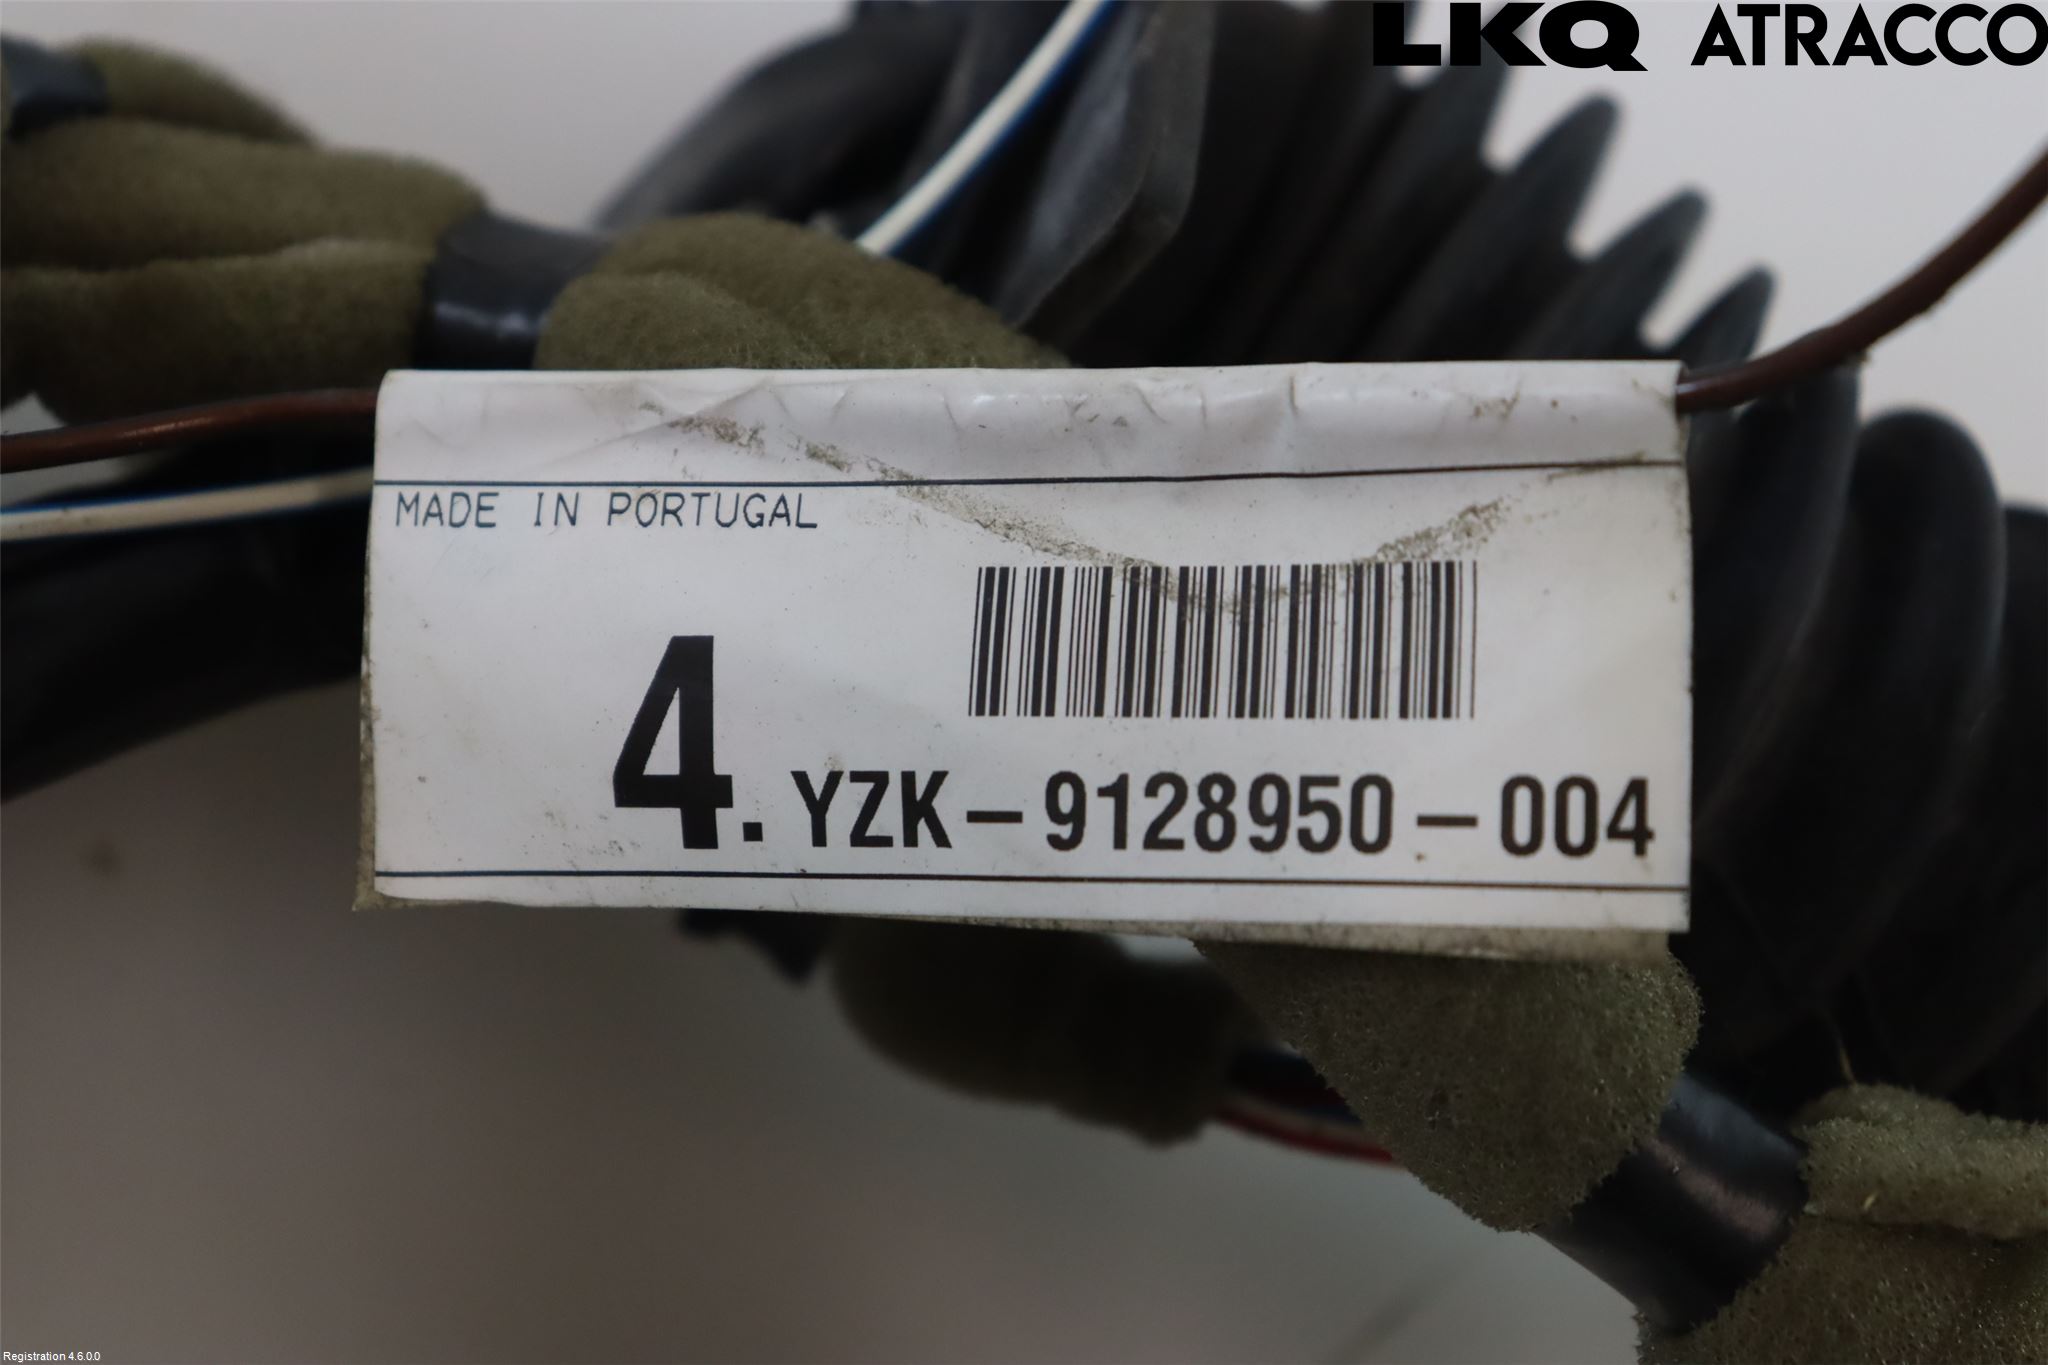 LKQ ATRACCO
MADE IN PORTUGAL
4. YZK-9128950-004
Registration 4.6.0.0